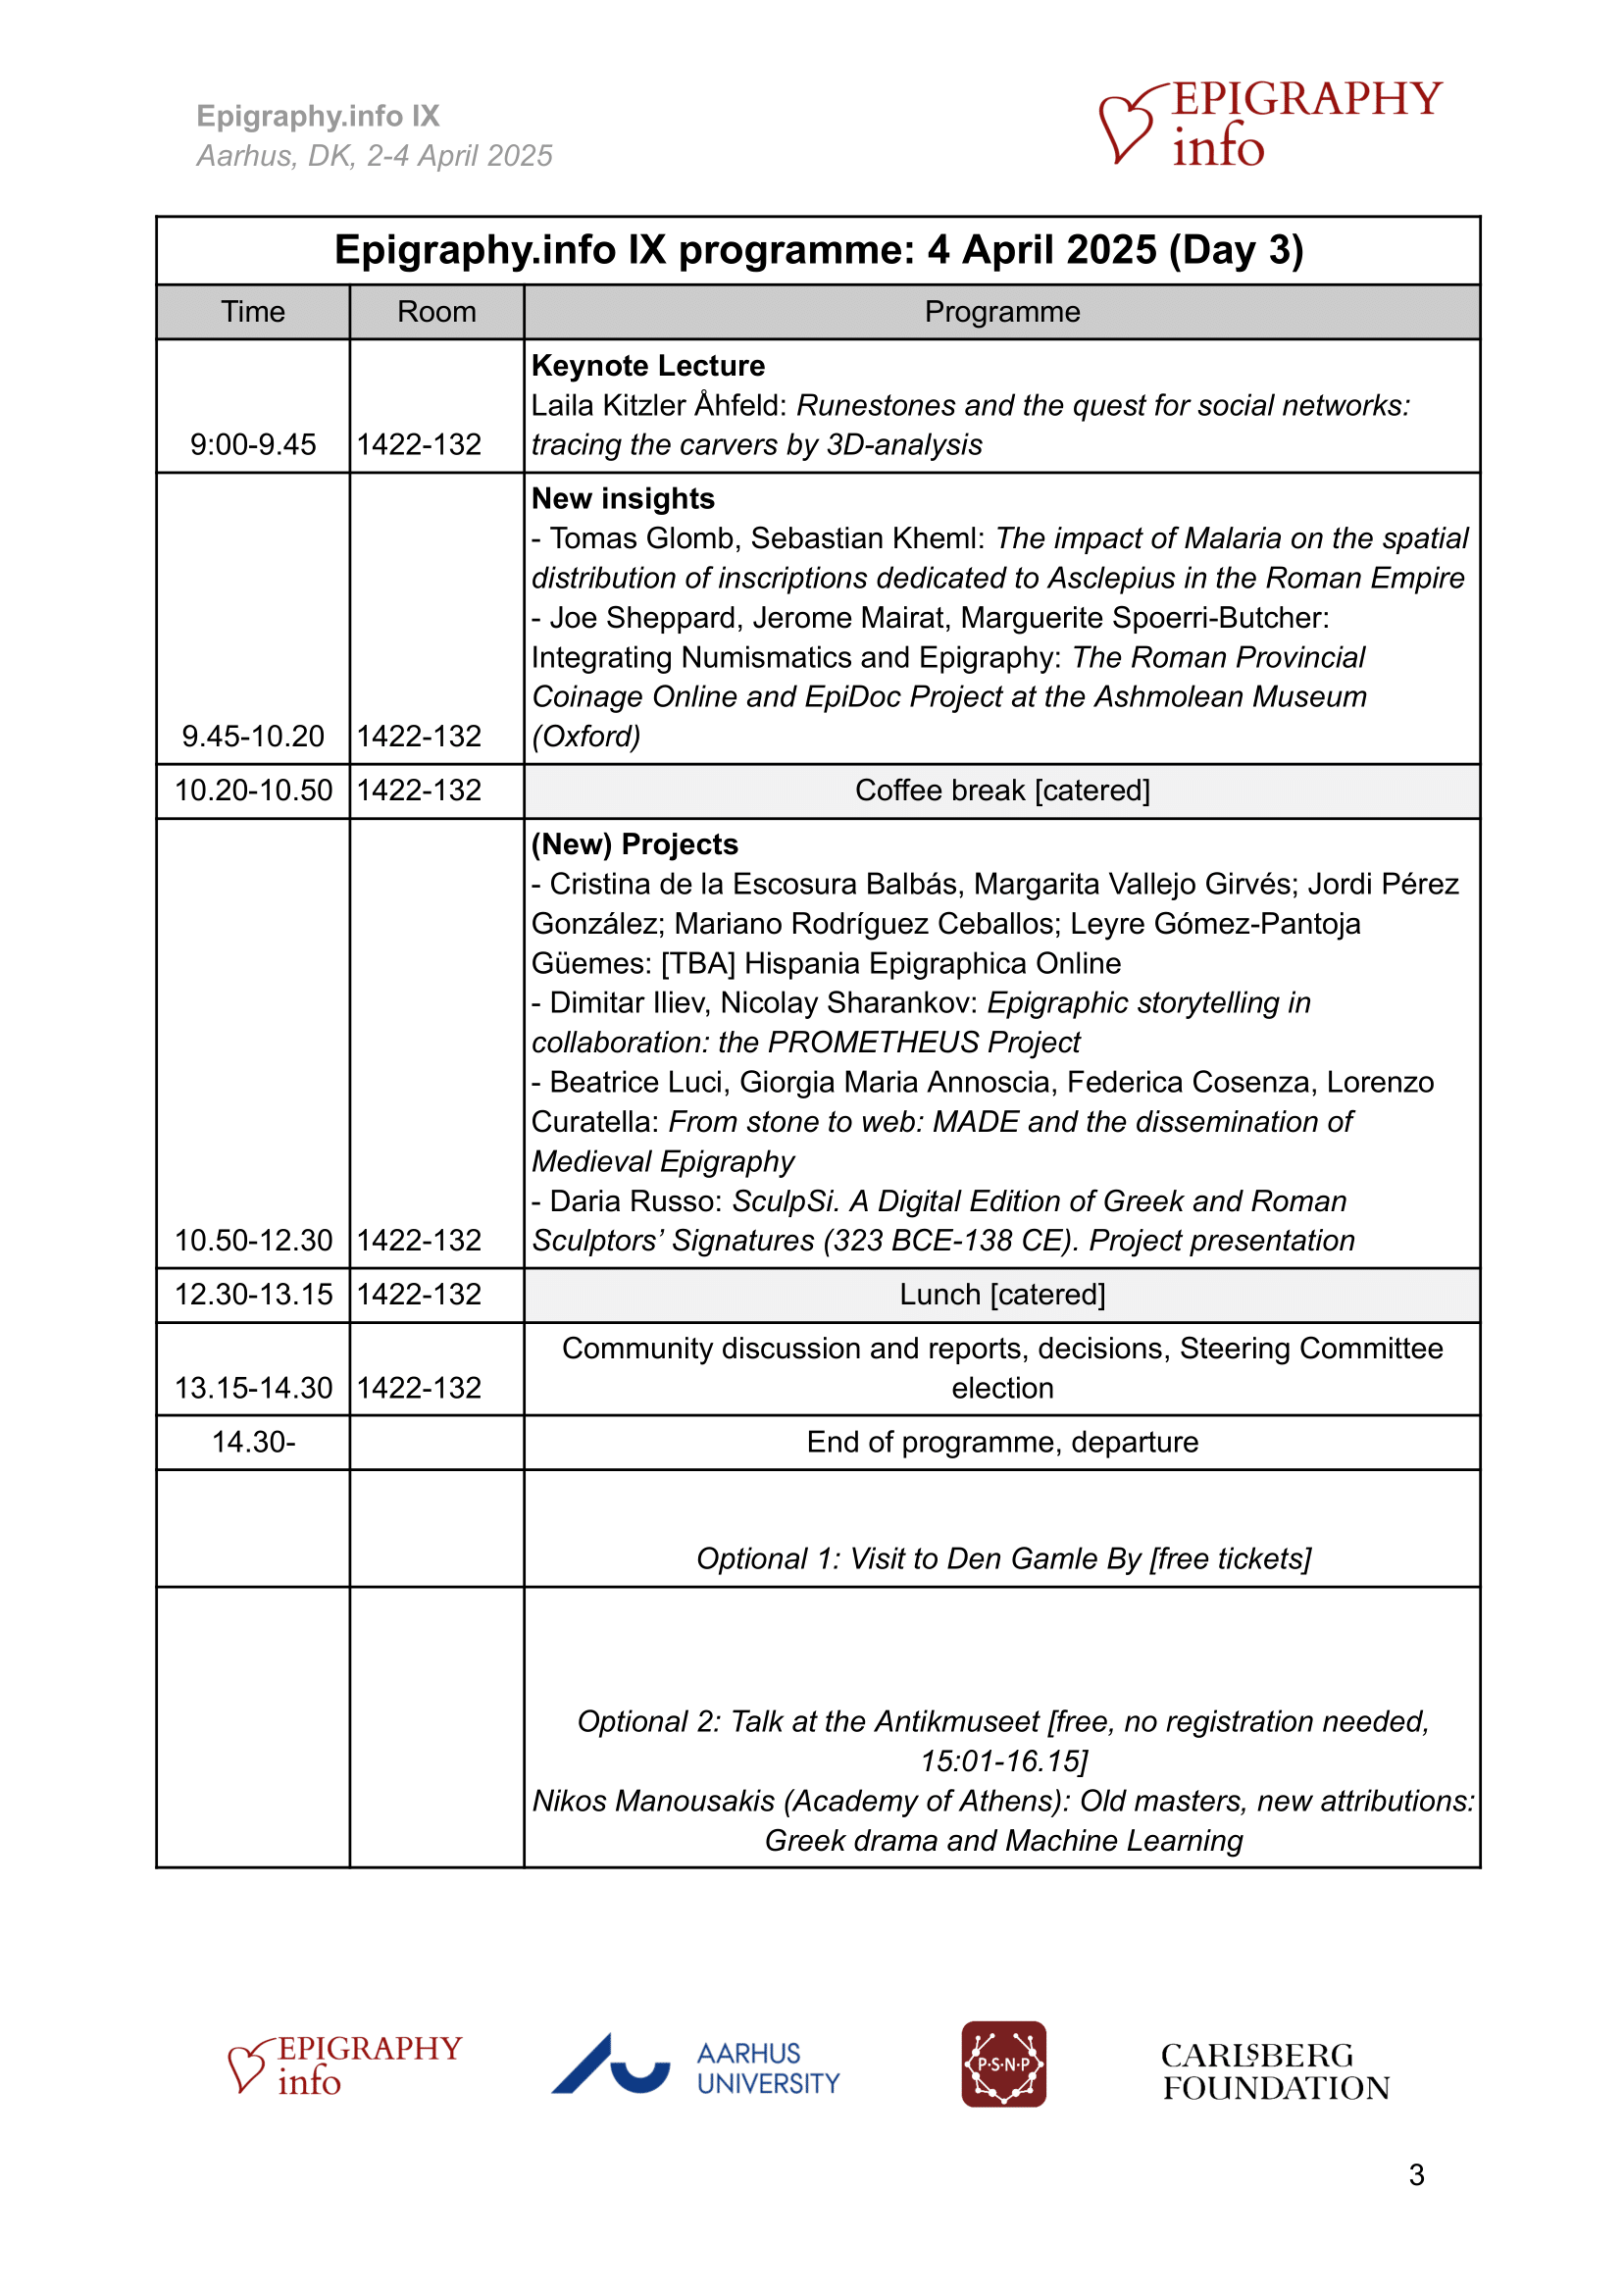 Epigraphy.info IX
Aarhus, DK, 2-4 April 2025
EPIGRAPHY
info
Epigraphy.info IX programme: 4 April 2025 (Day 3)
Time Room Programme
Keynote Lecture
Laila Kitzler Åhfeld: Runestones and the quest for social networks:
9:00-9.45 1422-132 tracing the carvers by 3D-analysis
New insights
- Tomas Glomb, Sebastian Kheml: The impact of Malaria on the spatial
distribution of inscriptions dedicated to Asclepius in the Roman Empire
- Joe Sheppard, Jerome Mairat, Marguerite Spoerri-Butcher:
Integrating Numismatics and Epigraphy: The Roman Provincial
Coinage Online and EpiDoc Project at the Ashmolean Museum
9.45-10.20 1422-132 (Oxford)
10.20-10.50 1422-132 Coffee break [catered]
(New) Projects
- Cristina de la Escosura Balbás, Margarita Vallejo Girvés; Jordi Pérez
González; Mariano Rodríguez Ceballos; Leyre Gómez-Pantoja
Güemes: [TBA] Hispania Epigraphica Online
- Dimitar Iliev, Nicolay Sharankov: Epigraphic storytelling in
collaboration: the PROMETHEUS Project
- Beatrice Luci, Giorgia Maria Annoscia, Federica Cosenza, Lorenzo
Curatella: From stone to web: MADE and the dissemination of
Medieval Epigraphy
- Daria Russo: SculpSi. A Digital Edition of Greek and Roman
10.50-12.30 1422-132 Sculptors’ Signatures (323 BCE-138 CE). Project presentation
12.30-13.15 1422-132 Lunch [catered]
Community discussion and reports, decisions, Steering Committee
13.15-14.30 1422-132 election
14.30- End of programme, departure
Optional 1: Visit to Den Gamle By [free tickets]
Optional 2: Talk at the Antikmuseet [free, no registration needed,
15:01-16.15]
Nikos Manousakis (Academy of Athens): Old masters, new attributions:
Greek drama and Machine Learning
EPIGRAPHY
info
AARHUS
UNIVERSITY
P·S·N·P
CARLSBERG
FOUNDATION
3